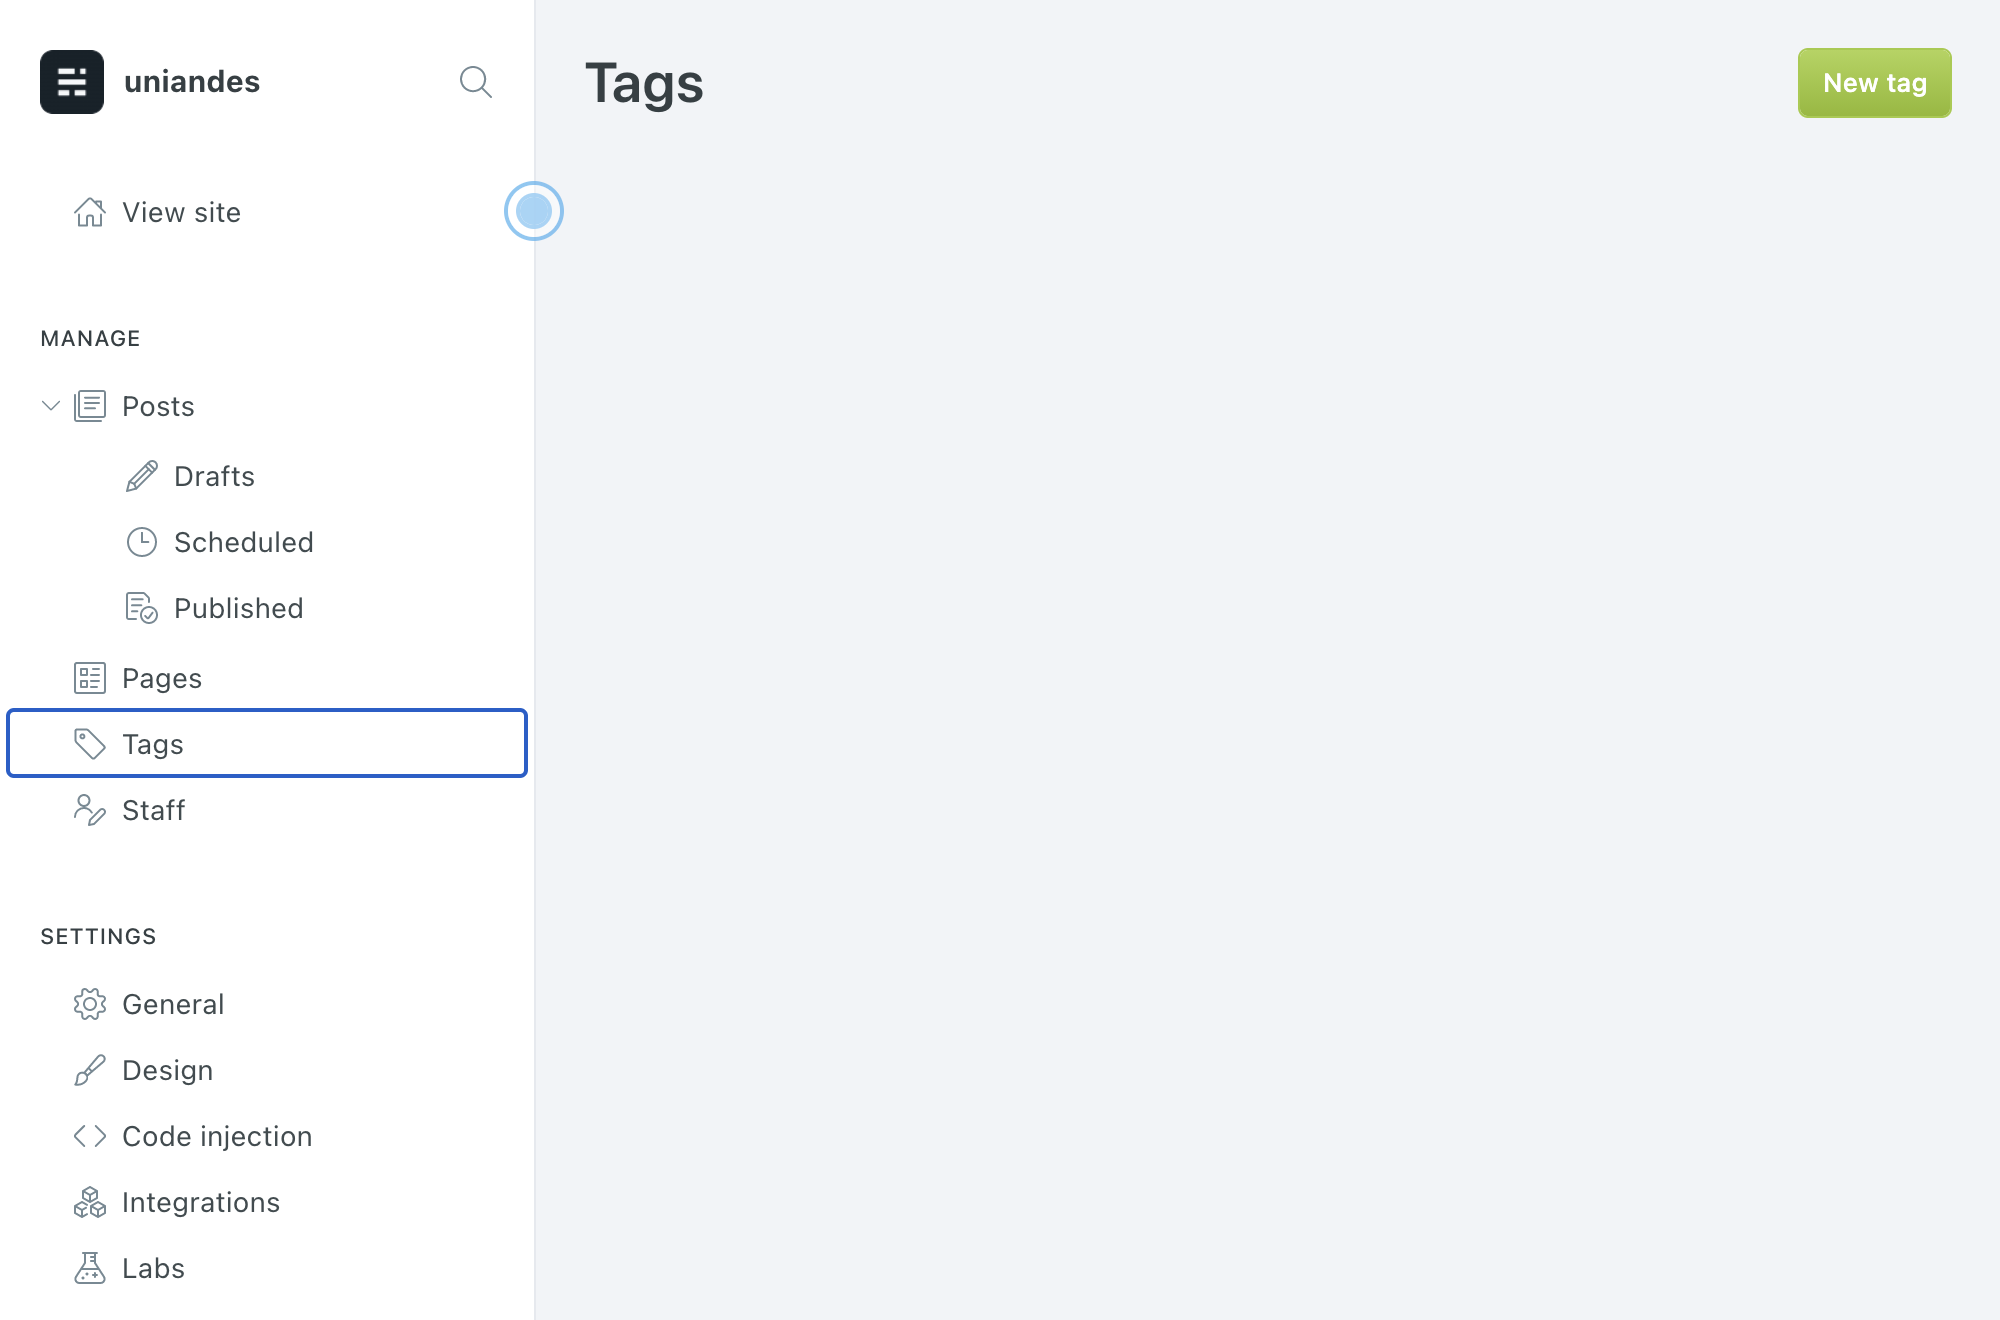 uniandes
Tags
New tag
View site
MANAGE
Posts
Drafts
Scheduled
Published
Pages
Tags
Staff
SETTINGS
General
Design
Code injection
Integrations
Labs